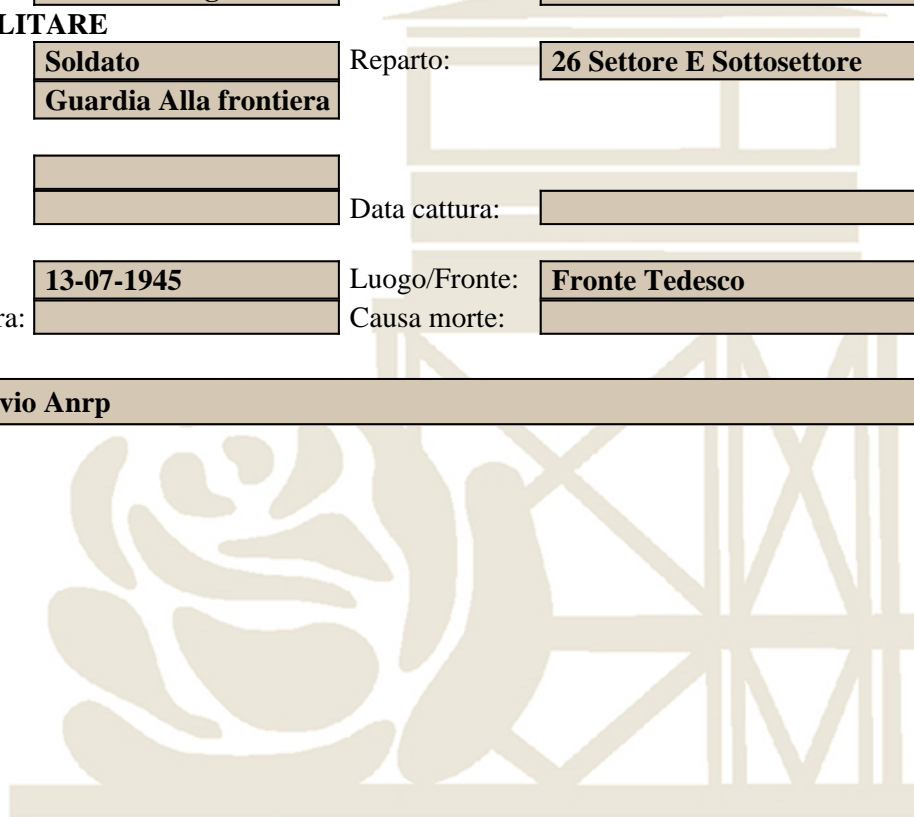 LITARE
Soldato Reparto: 26 Settore E Sottosettore
Guardia Alla frontiera
Data cattura:
13-07-1945 Luogo/Fronte: Fronte Tedesco
ra: Causa morte:
vio Anrp